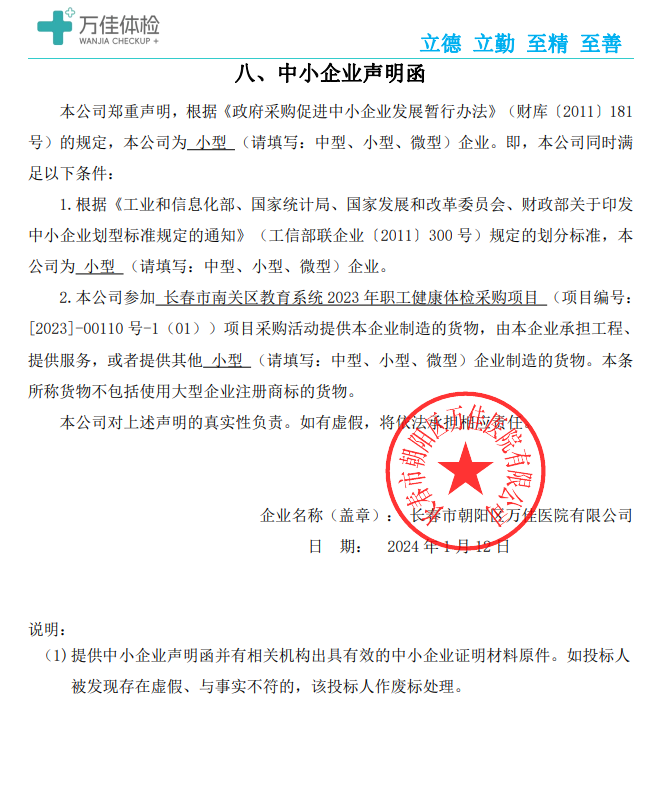 万佳体检
WANJIA CHECKUP +
立德 立勤 至精 至善
八、中小企业声明函
本公司郑重声明，根据《政府采购促进中小企业发展暂行办法》（财库〔2011〕181
号）的规定，本公司为 小型 （请填写：中型、小型、微型）企业。即，本公司同时满
足以下条件：
1.根据《工业和信息化部、国家统计局、国家发展和改革委员会、财政部关于印发
中小企业划型标准规定的通知》（工信部联企业〔2011〕300 号）规定的划分标准，本
公司为 小型 （请填写：中型、小型、微型）企业。
2.本公司参加 长春市南关区教育系统 2023 年职工健康体检采购项目 （项目编号：
[2023]-00110 号-1（01））项目采购活动提供本企业制造的货物，由本企业承担工程、
提供服务，或者提供其他 小型 （请填写：中型、小型、微型）企业制造的货物。本条
所称货物不包括使用大型企业注册商标的货物。
本公司对上述声明的真实性负责。如有虚假，将依法承担相应责任。
长春市朝阳区万佳医院有限公司
企业名称（盖章）： 长春市朝阳区万佳医院有限公司
日 期： 2024 年 1 月 12 日
说明：
（1)提供中小企业声明函并有相关机构出具有效的中小企业证明材料原件。如投标人
被发现存在虚假、与事实不符的，该投标人作废标处理。